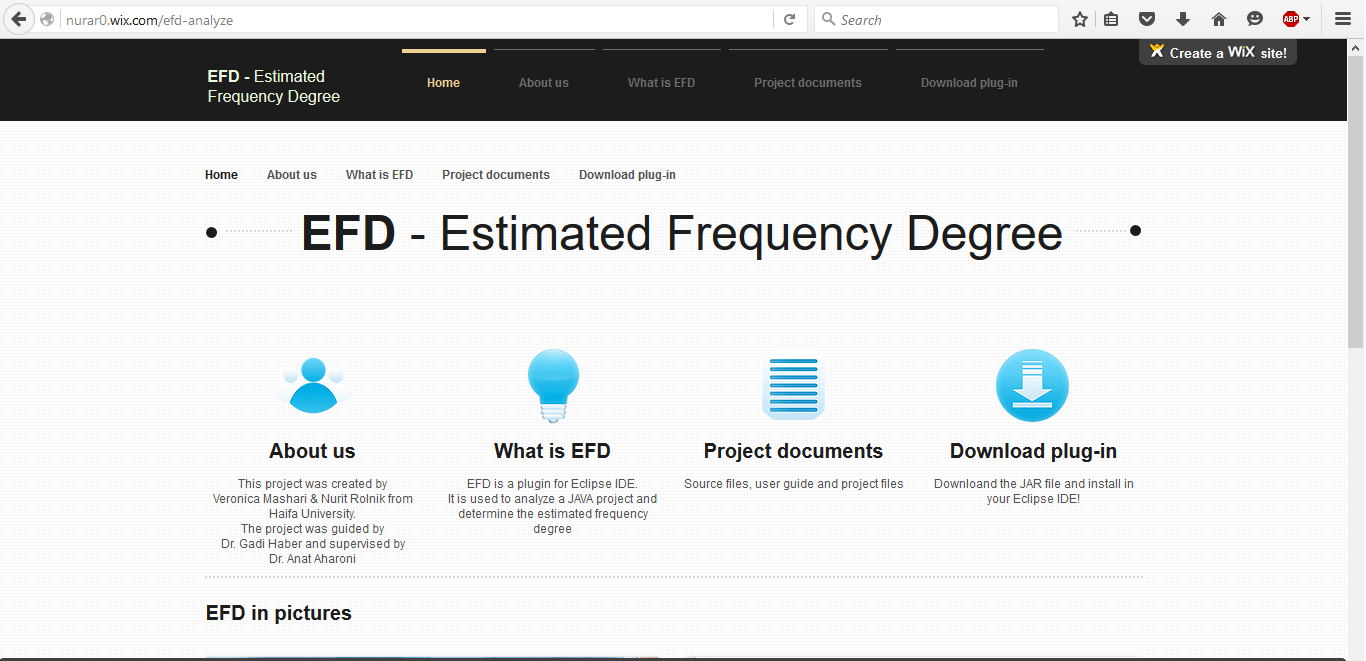 nurar0.wix.com/efd-analyze
Search
ABP
EFD - Estimated
Frequency Degree
Home
About us
What is EFD
Project documents
Download plug-in
Create a WiX site!
Home
About us
What is EFD
Project documents
Download plug-in
EFD - Estimated Frequency Degree
About us
This project was created by
Veronica Mashari & Nurit Rolnik from
Haifa University.
The project was guided by
Dr. Gadi Haber and supervised by
Dr. Anat Aharoni
What is EFD
EFD is a plugin for Eclipse IDE.
It is used to analyze a JAVA project and
determine the estimated frequency
degree
Project documents
Source files, user guide and project files
Download plug-in
Downloand the JAR file and install in
your Eclipse IDE!
EFD in pictures